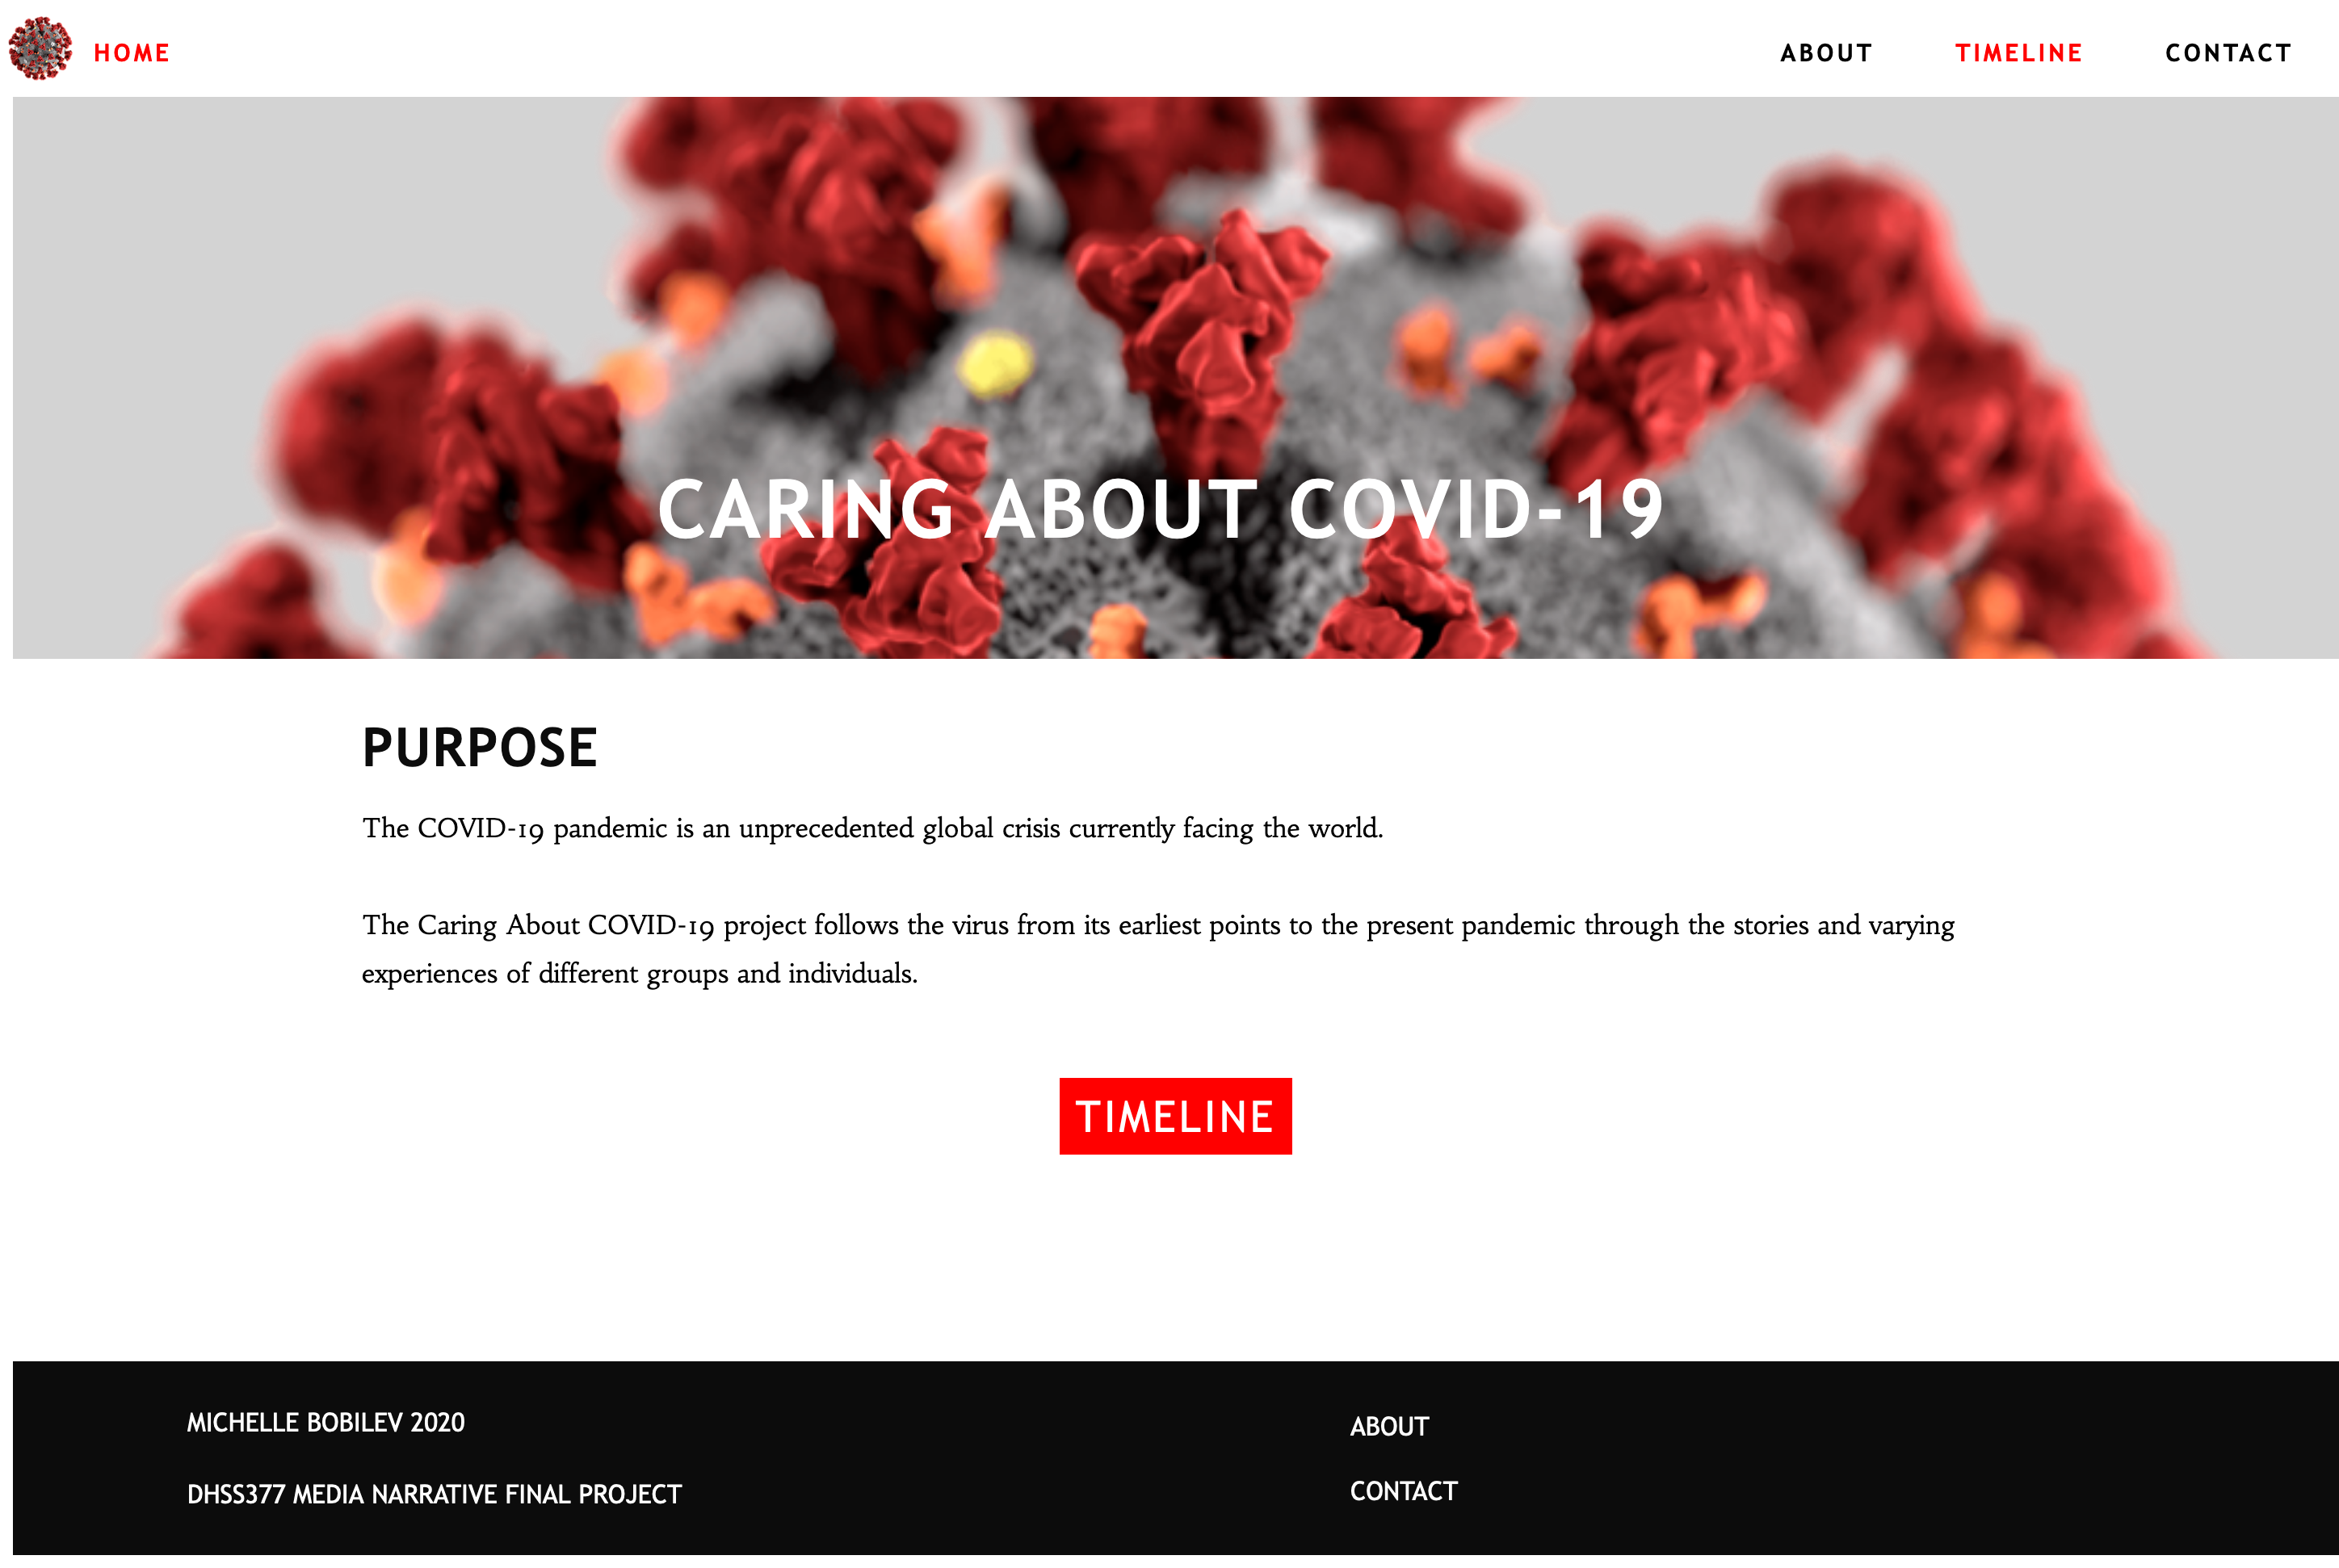 HOME
ABOUT
TIMELINE
CONTACT
CARING ABOUT COVID-19
PURPOSE
The COVID-19 pandemic is an unprecedented global crisis currently facing the world.
The Caring About COVID-19 project follows the virus from its earliest points to the present pandemic through the stories and varying
experiences of different groups and individuals.
TIMELINE
MICHELLE BOBILEV 2020
DHSS377 MEDIA NARRATIVE FINAL PROJECT
ABOUT
CONTACT